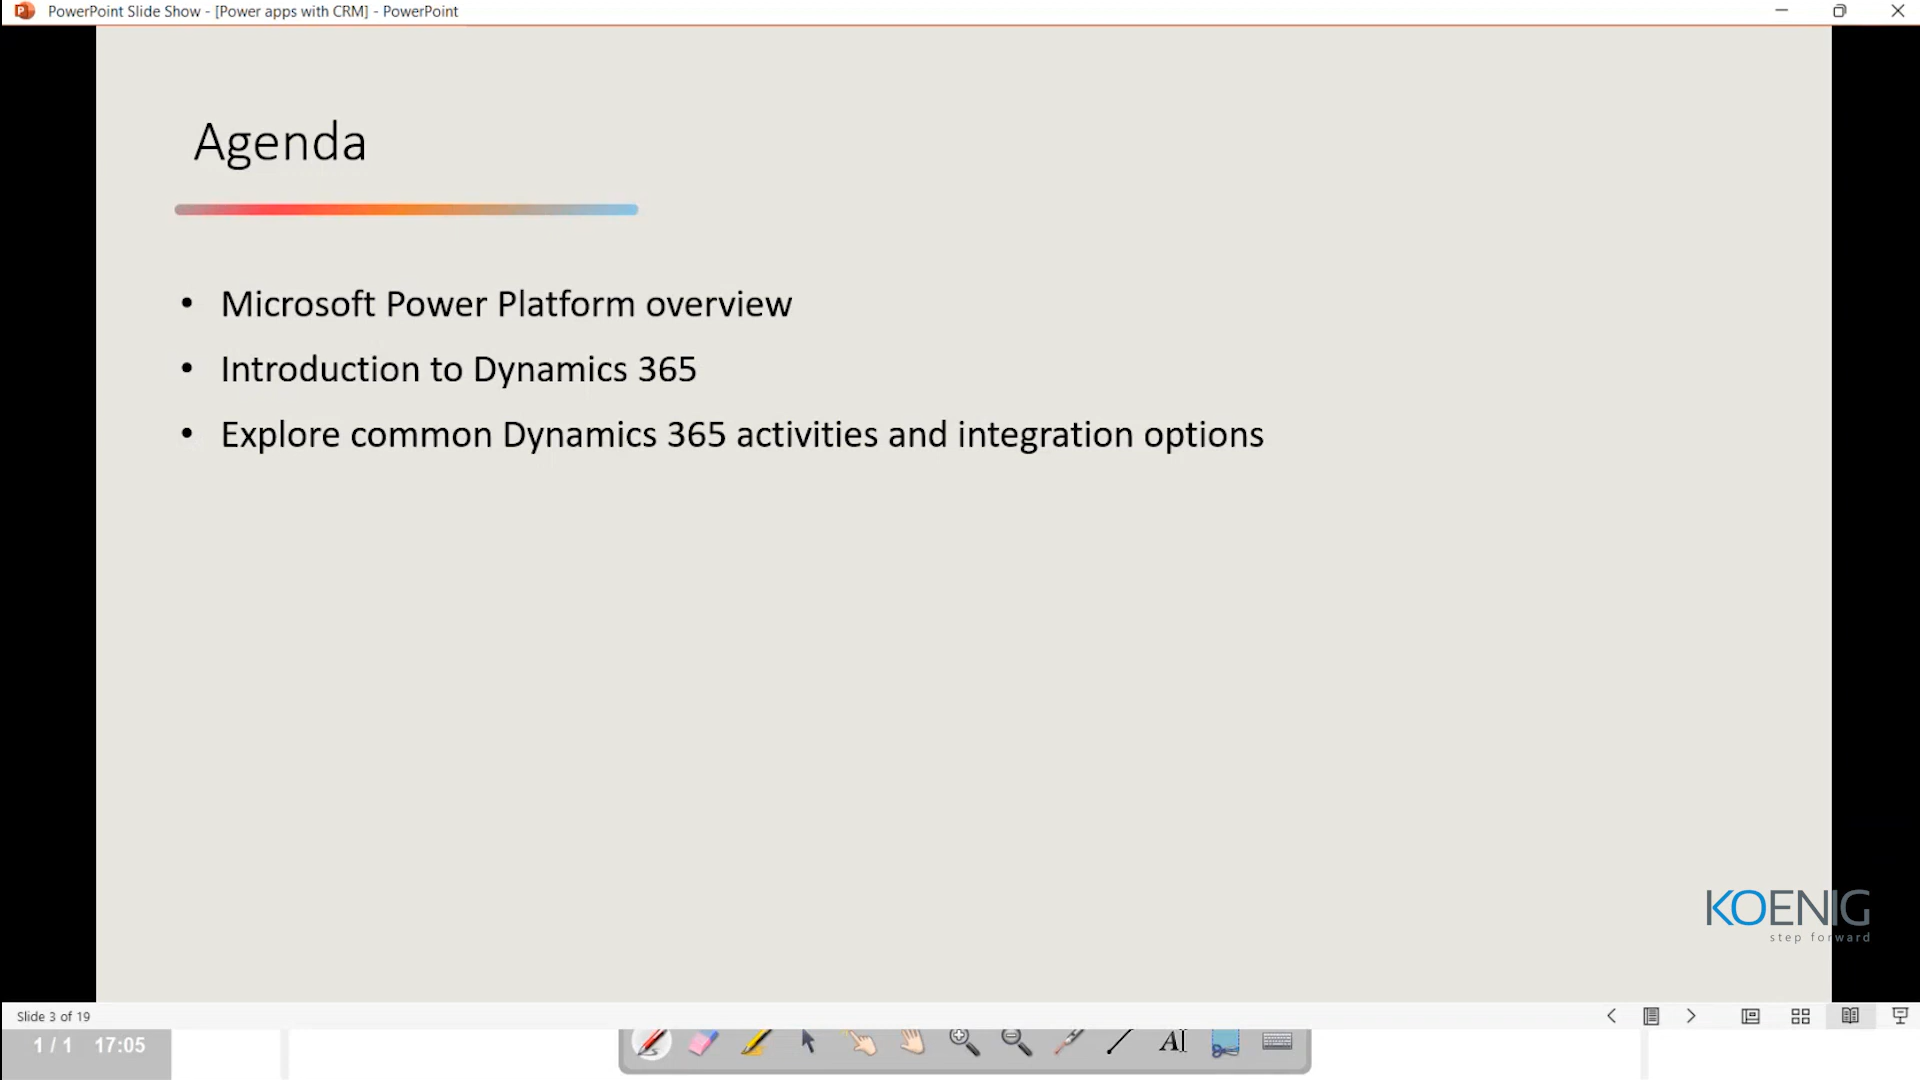 PowerPoint Slide Show - [Power apps with CRM] - PowerPoint
Agenda
• Microsoft Power Platform overview
• Introduction to Dynamics 365
• Explore common Dynamics 365 activities and integration options
KOENIG
step forward
Slide 3 of 19
1 / 1 17:05